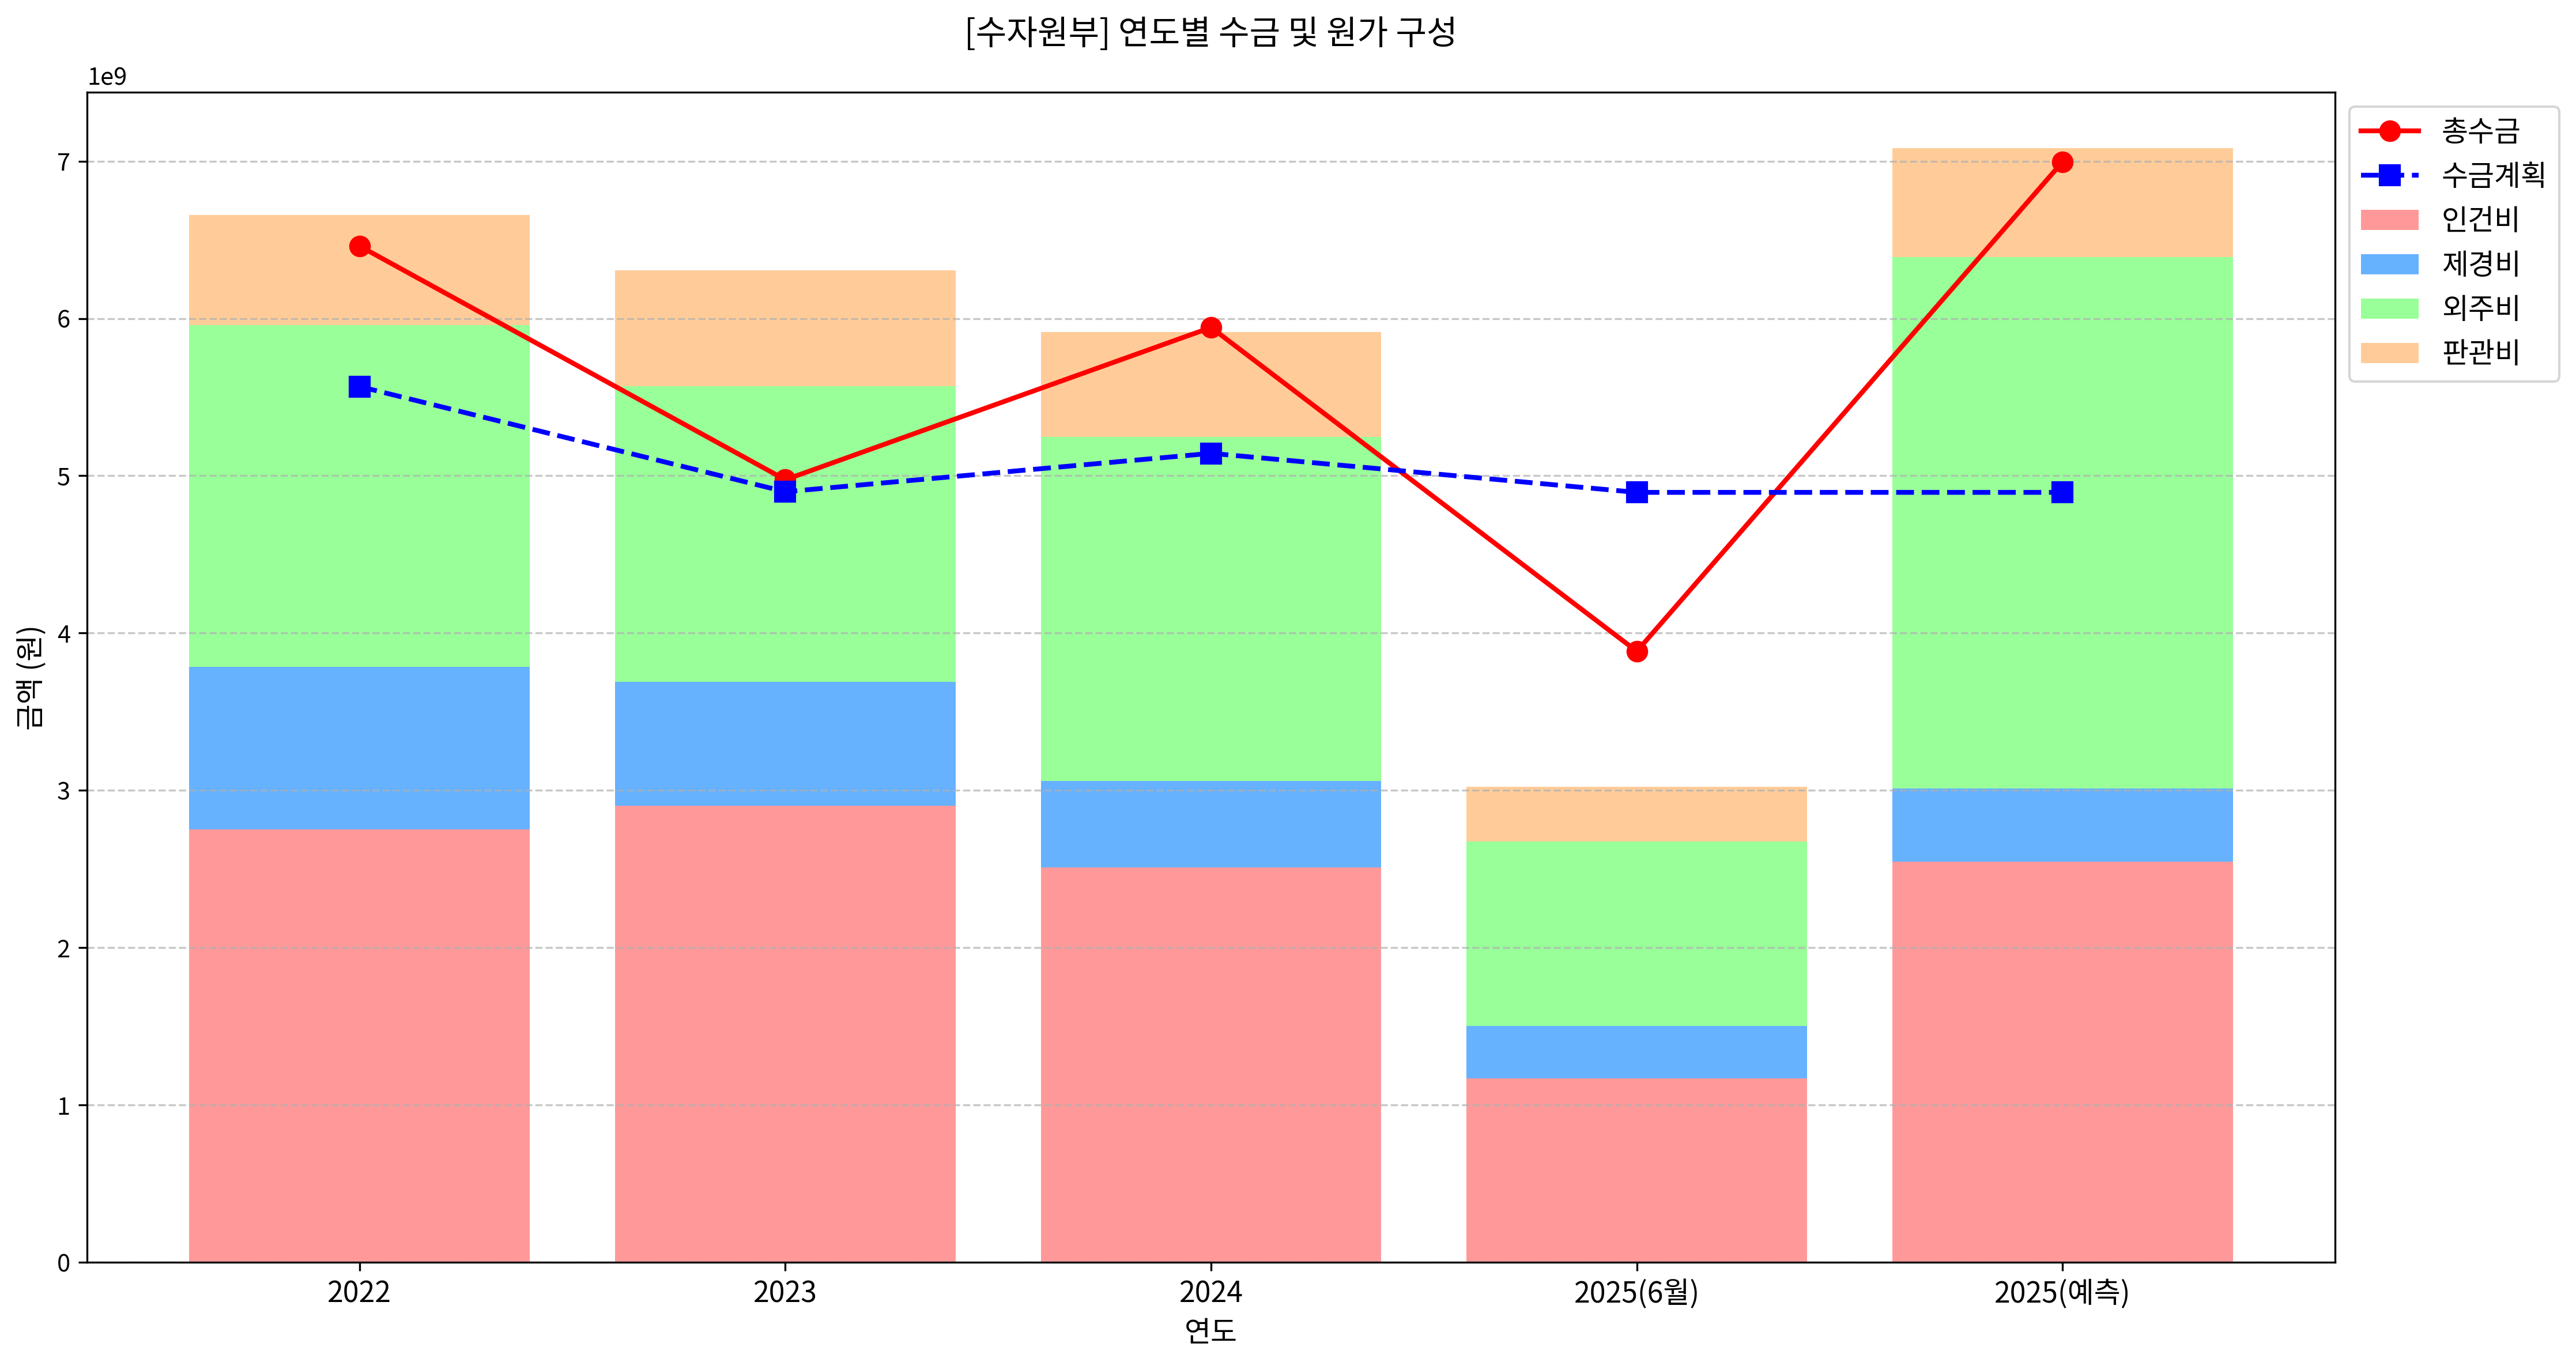 [수자원부] 연도별 수금 및 원가 구성
1e9
7
6
5
4
3
2
1
0
금액 (원)
2022
2023
2024
2025(6월)
2025(예측)
연도
총수금
수금계획
인건비
제경비
외주비
판관비